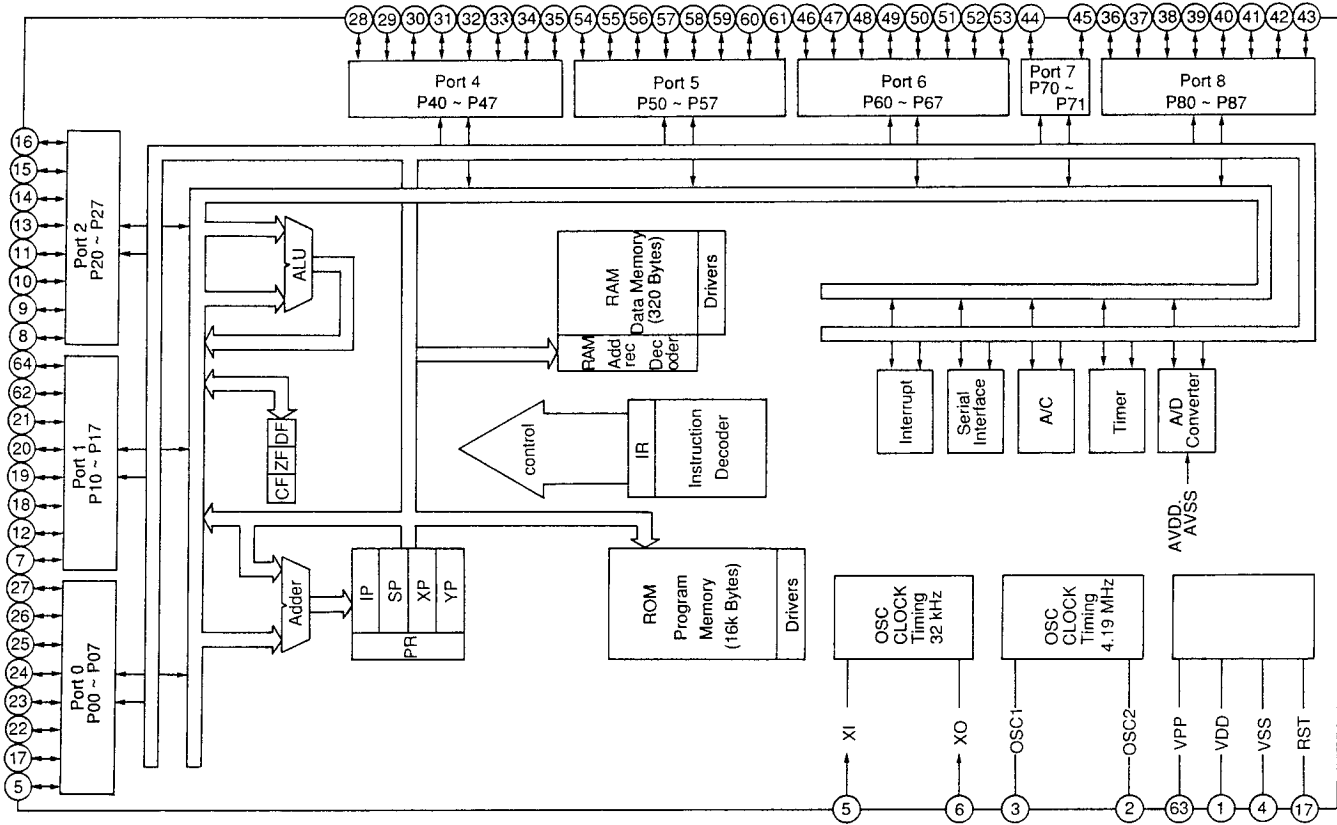 28 29 30 31 32 33 34 35 54 55 56 57 58 59 60 61 46 47 48 49 50 51 52 53 44 45 36 37 38 39 40 41 42 43
Port 4
P40 ~ P47
Port 5
P50 ~ P57
Port 6
P60 ~ P67
Port 7
P70 ~
P71
Port 8
P80 ~ P87
16
15
14
13
11
10
9
8
Port 2
P20 ~ P27
64
62
21
20
19
18
12
7
Port 1
P10 ~ P17
27
26
25
24
23
22
17
5
Port 0
P00 ~ P07
ALU
CF ZF DF
Adder
IP
SP
XP
YP
PR
RAM
Data Memory
(320 Bytes)
Drivers
RAM
Add
rec
Dec
oder
control
IR
Instruction
Decoder
ROM
Program
Memory
(16k Bytes)
Drivers
Interrupt
Serial
Interface
A/C
Timer
A/D
Converter
AVDD.
AVSS
OSC
CLOCK
Timing
32 kHz
OSC
CLOCK
Timing
4.19 MHz
XI
XO
OSC1
OSC2
VPP
VDD
VSS
RST
5 6 3 2 63 1 4 17